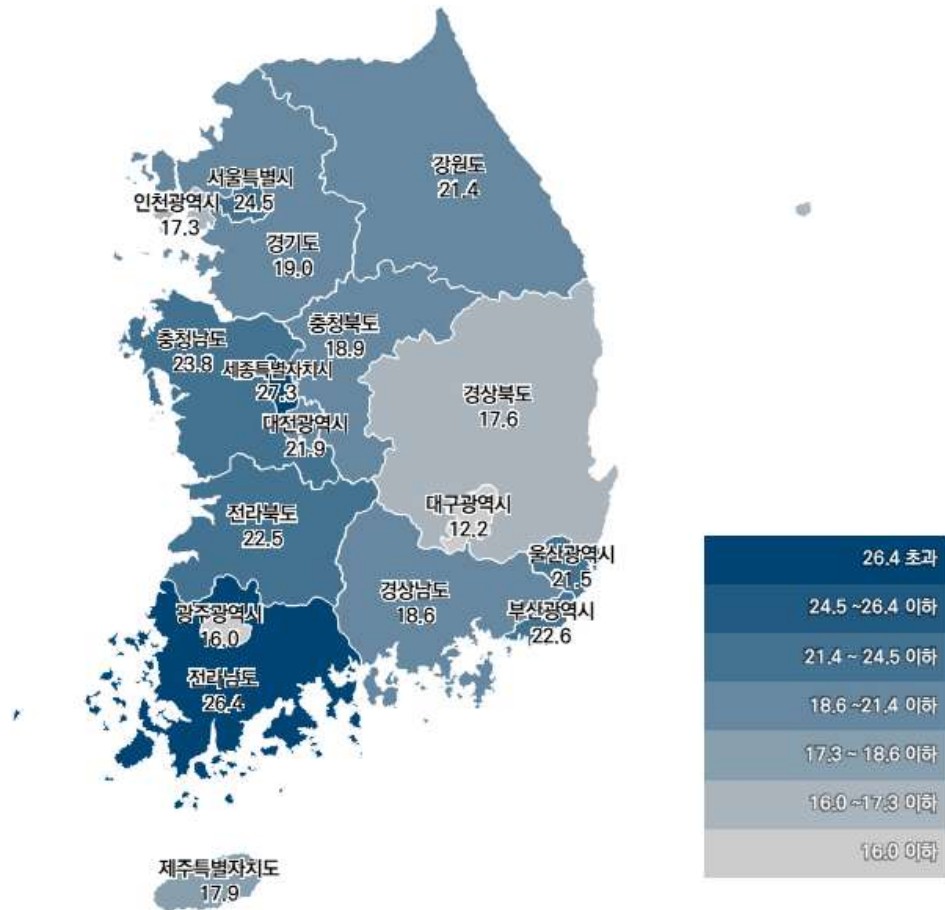 강원도
21.4
서울특별시
24.5
인천광역시
17.3
경기도
19.0
충청북도
18.9
충청남도
23.8
세종특별자치시
27.3
경상북도
17.6
대전광역시
21.9
대구광역시
12.2
전라북도
22.5
울산광역시
21.5
경상남도
18.6
부산광역시
22.6
광주광역시
16.0
전라남도
26.4
제주특별자치도
17.9
26.4 초과
24.5 ~26.4 이하
21.4 ~ 24.5 이하
18.6 ~21.4 이하
17.3 ~ 18.6 이하
16.0 ~17.3 이하
16.0 이하